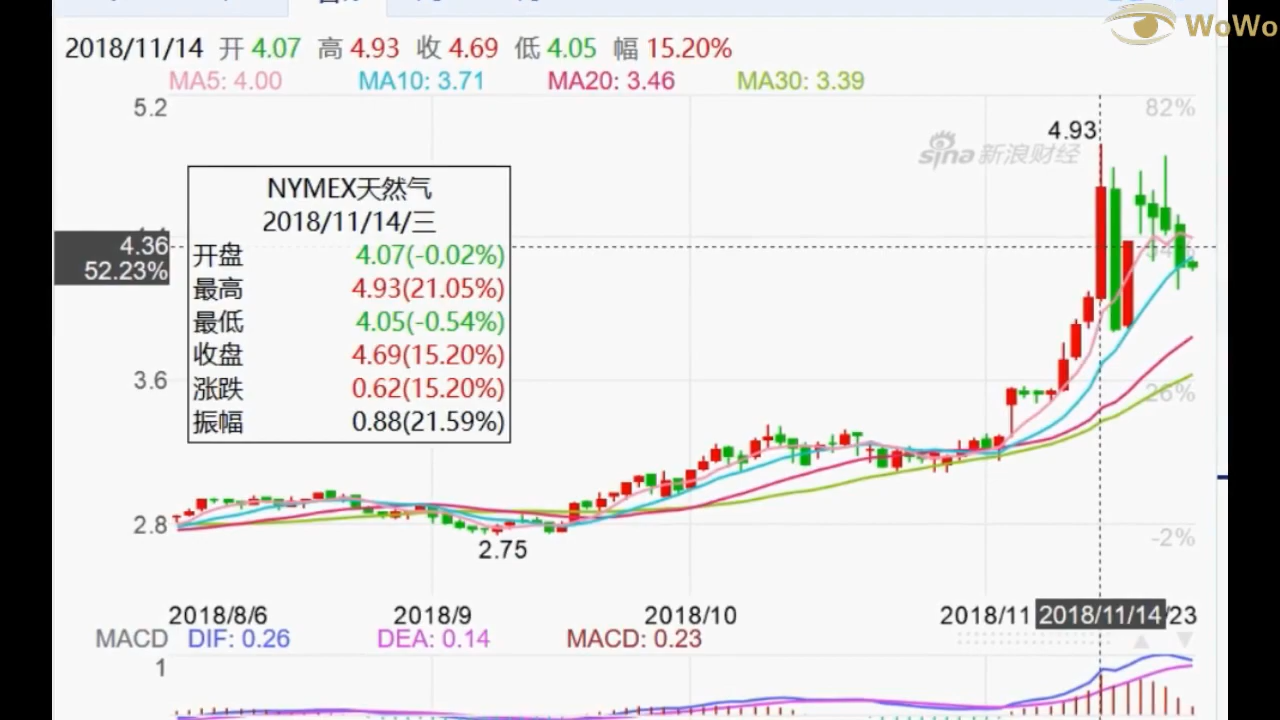 WoWo
2018/11/14 开 4.07 高 4.93 收 4.69 低 4.05 幅 15.20%
MA5: 4.00 MA10: 3.71 MA20: 3.46 MA30: 3.39
5.2 82%
4.93
sina 新浪财经
NYMEX天然气
2018/11/14/三
4.36
52.23%
开盘 4.07(-0.02%)
最高 4.93(21.05%)
最低 4.05(-0.54%)
收盘 4.69(15.20%)
涨跌 0.62(15.20%)
振幅 0.88(21.59%)
3.6 26%
2.8 -2%
2.75
2018/8/6 2018/9 2018/10 2018/11 2018/11/14 /23
MACD DIF: 0.26 DEA: 0.14 MACD: 0.23
1